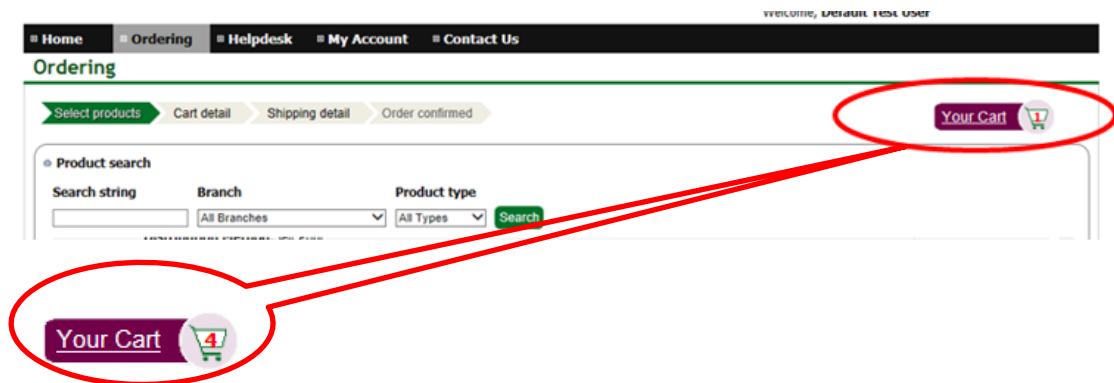 Welcome, Default Test User
Home Ordering Helpdesk My Account Contact Us
Ordering
Select products Cart detail Shipping detail Order confirmed
Your Cart 1
Product search
Search string Branch Product type
All Branches All Types Search
Your Cart 4